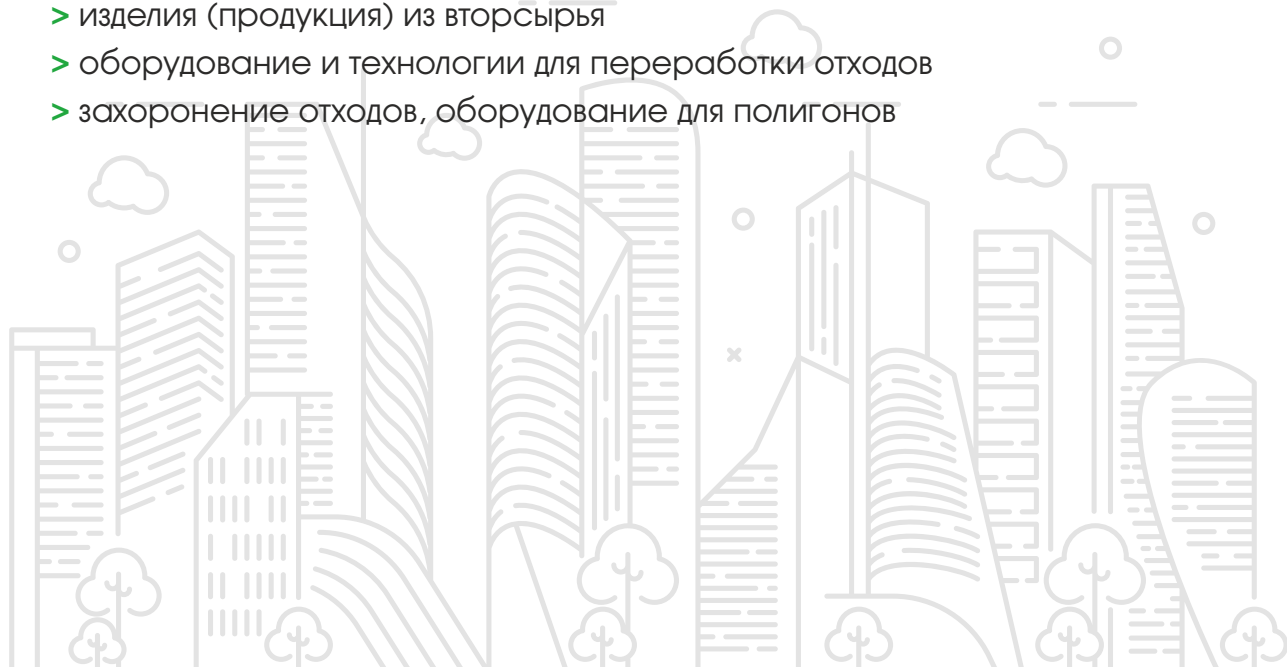 > изделия (продукция) из вторсырья
> оборудование и технологии для переработки отходов
> захоронение отходов, оборудование для полигонов